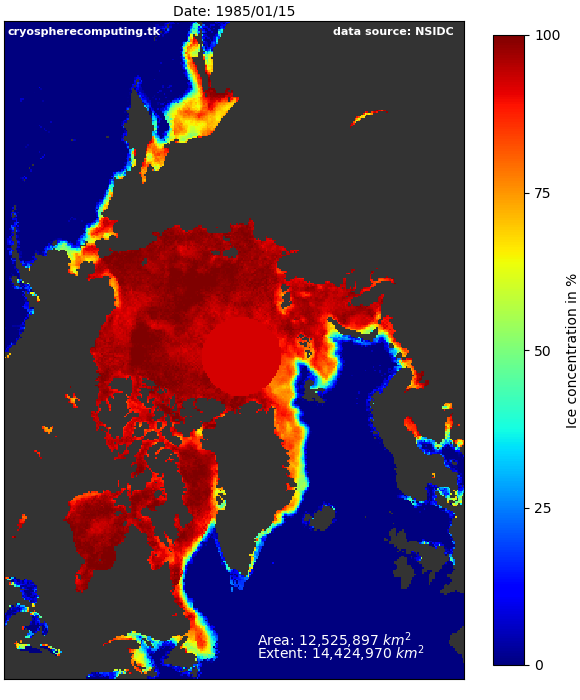 Date: 1985/01/15
cryospherecomputing.tk
data source: NSIDC
100
75
50
25
0
Ice concentration in %
Area: 12,525,897 km²
Extent: 14,424,970 km²